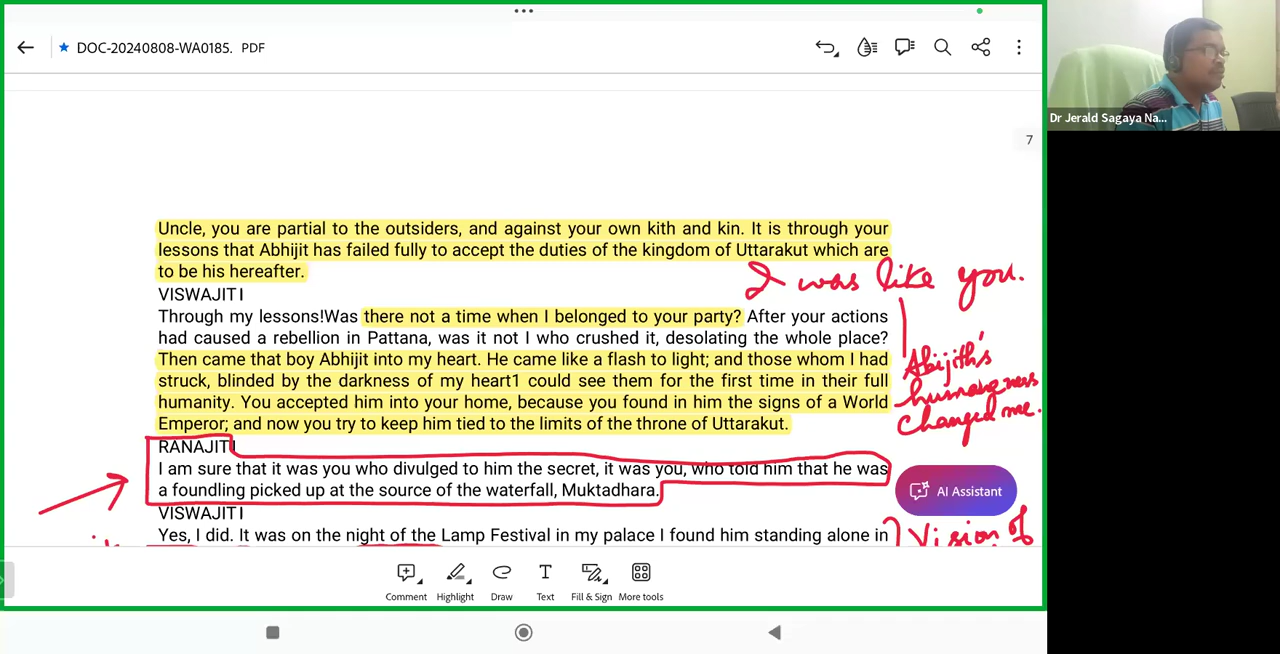 DOC-20240808-WA0185. PDF
Dr Jerald Sagaya Na...
7
Uncle, you are partial to the outsiders, and against your own kith and kin. It is through your
lessons that Abhijit has failed fully to accept the duties of the kingdom of Uttarakut which are
to be his hereafter.
I was like you.
VISWAJITI
Through my lessons!Was there not a time when I belonged to your party? After your actions
had caused a rebellion in Pattana, was it not I who crushed it, desolating the whole place?
Then came that boy Abhijit into my heart. He came like a flash to light; and those whom I had
struck, blinded by the darkness of my heart1 could see them for the first time in their full
humanity. You accepted him into your home, because you found in him the signs of a World
Emperor; and now you try to keep him tied to the limits of the throne of Uttarakut.
Abijith's
humanness
changed me.
RANAJITI
I am sure that it was you who divulged to him the secret, it was you, who told him that he was
a foundling picked up at the source of the waterfall, Muktadhara.
AI Assistant
VISWAJITI
Yes, I did. It was on the night of the Lamp Festival in my palace I found him standing alone in
Vision of
Comment
Highlight
Draw
Text
Fill & Sign
More tools